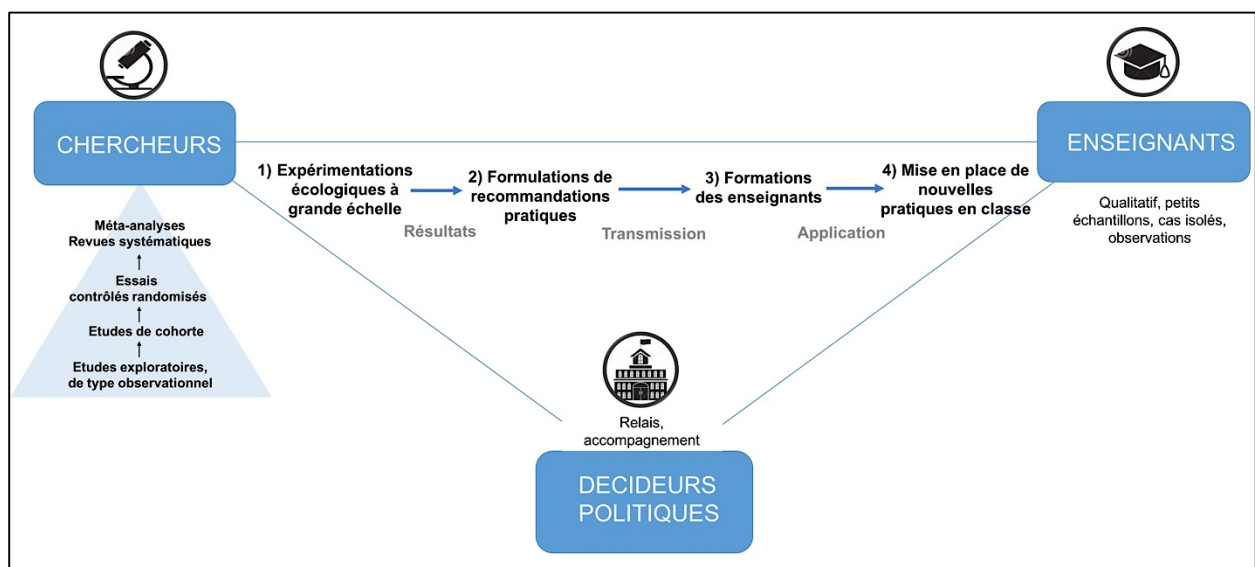 CHERCHEURS
ENSEIGNANTS
1) Expérimentations
écologiques à
grande échelle
Résultats
2) Formulations de
recommandations
pratiques
Transmission
3) Formations
des enseignants
Application
4) Mise en place de
nouvelles
pratiques en classe
Qualitatif, petits
échantillons, cas isolés,
observations
Méta-analyses
Revues systématiques
Essais
contrôlés randomisés
Etudes de cohorte
Etudes exploratoires,
de type observationnel
Relais,
accompagnement
DECIDEURS
POLITIQUES